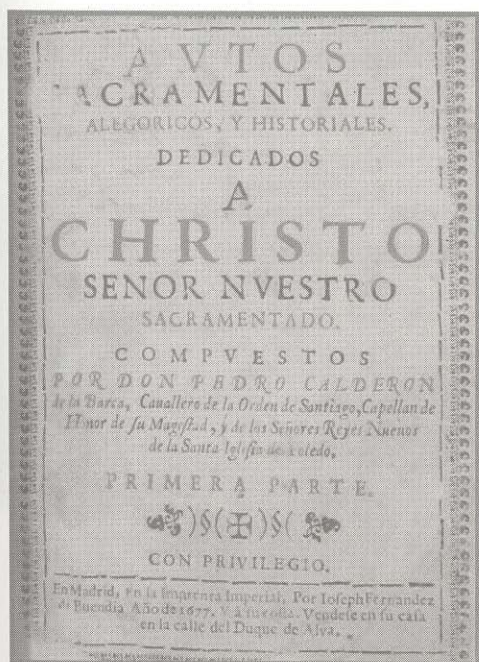 AVTOS
SACRAMENTALES,
ALEGORICOS, Y HISTORIALES.
DEDICADOS
A
CHRISTO
SENOR NVESTRO
SACRAMENTADO.
COMPVESTOS
POR DON PEDRO CALDERON
de la Barca, Cauallero de la Orden de Santiago, Capellan de
Honor de su Magestad, y de los Señores Reyes Nueuos
de la Santa Iglesia de Toledo.
PRIMERA PARTE.
)§(✠)§(
CON PRIVILEGIO.
En Madrid, En la Imprenta Imperial, Por Ioseph Fernandez
de Buendia Año de 1677. Y à su costa. Vendese en su casa
en la calle del Duque de Alva.